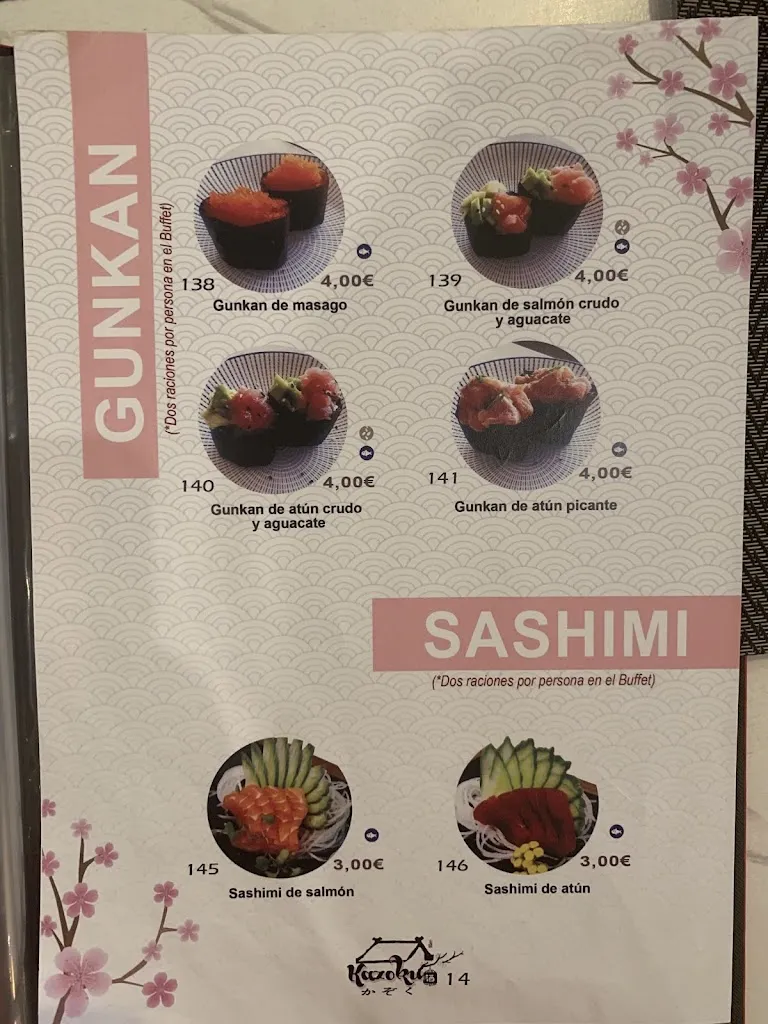 GUNKAN
(*Dos raciones por persona en el Buffet)
138
4,00€
Gunkan de masago
139
4,00€
Gunkan de salmón crudo
y aguacate
140
4,00€
Gunkan de atún crudo
y aguacate
141
4,00€
Gunkan de atún picante
SASHIMI
(*Dos raciones por persona en el Buffet)
145
3,00€
Sashimi de salmón
146
3,00€
Sashimi de atún
Kazoku
かぞく
14